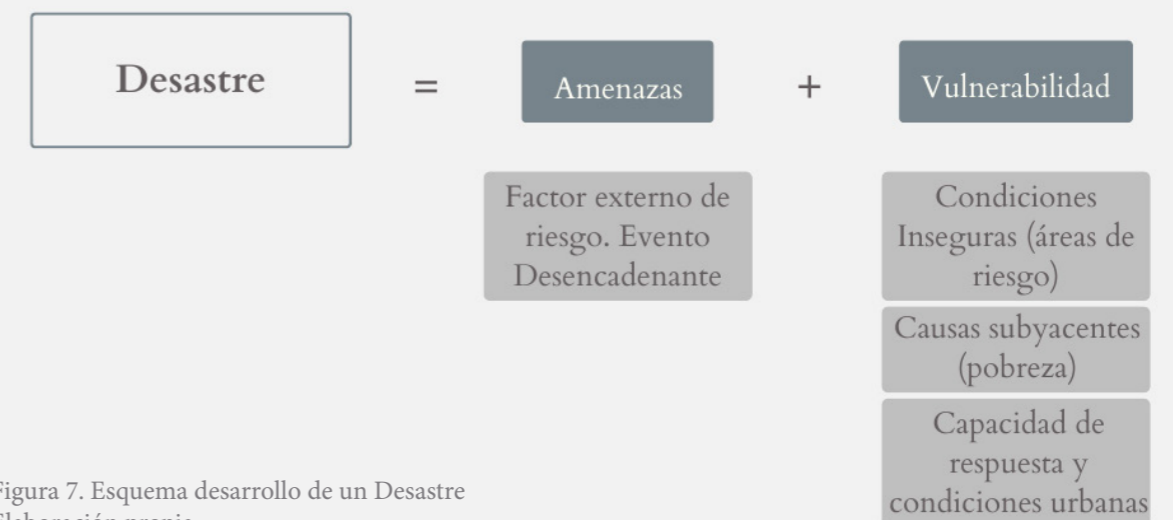 Desastre
=
Amenazas
+
Vulnerabilidad
Factor externo de
riesgo. Evento
Desencadenante
Condiciones
Inseguras (áreas de
riesgo)
Causas subyacentes
(pobreza)
Capacidad de
respuesta y
condiciones urbanas
Figura 7. Esquema desarrollo de un Desastre